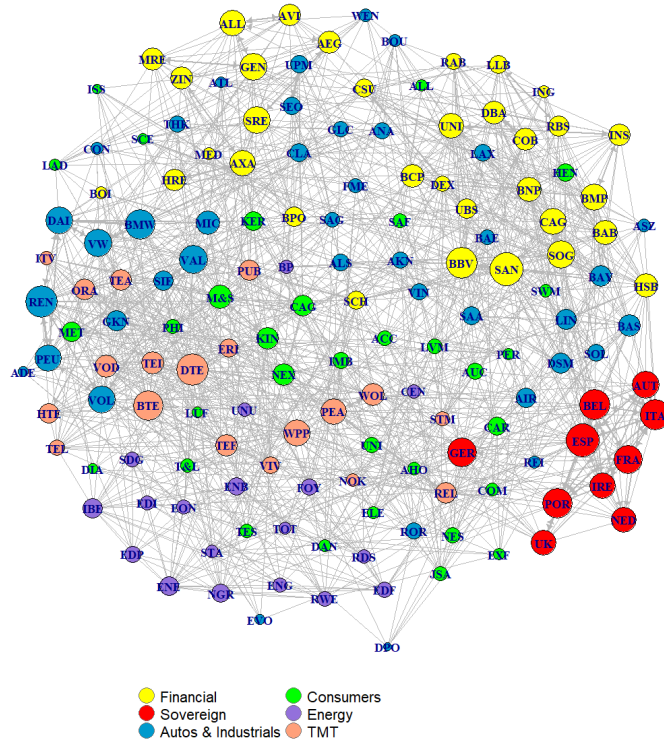 WEN
ALL AVI
BOU
AEG
MRE GEN UPM RAB LLB
ZIN ATL
ISS CSU ALL ING
SEO DBA
THK SRE GLC ANA UNI COB RBS INS
SCE
CON MED CLA LAX
LAD AXA HEN
HRE BCP DEX BNP BMP
BOI FME
DAI BMW MIC KER BPO SAG SAF UBS CAG BAB ASZ
VW BAE
ITV VAL PUB BP ALS AKN BBV SAN SOG BAY
ORA TEA SIE HSB
REN M&S CAG SCH VIN SWM
MET GKN PHI SAA LIN BAS
KIN ACC
PEU ERI LVM PER SOL
ADE VOD TEI DTE NEX IMB AUC DSM
AUT
VOL WOL CEN AIR BEL
HTE BTE LUF UNU PEA ITA
STM CAR
TEL WPP ESP
TEF UNI GER FRA
DIA SDG T&L VIV AHO REI
NOK
IBE EDI EON ENB FOY REL COM IRE
ELE POR NED
EDP TES TOT ROR NES UK
STA DAN RDS EXF
ENE ENG JSA
NGR RWE EDF
EVO
DPO
Financial Consumers
Sovereign Energy
Autos & Industrials TMT